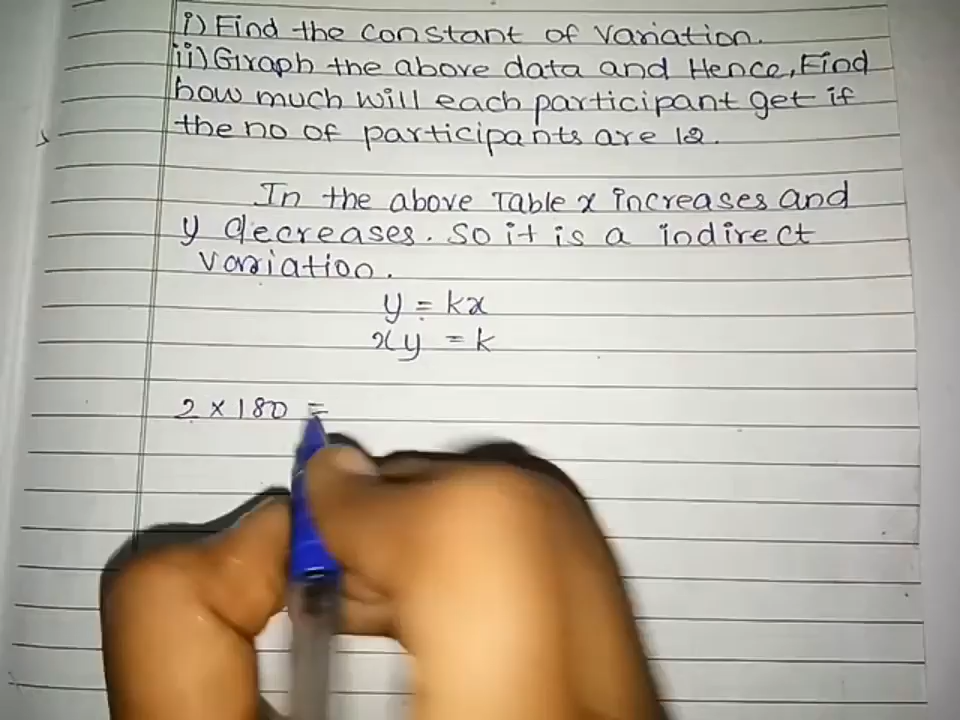 i) Find the constant of variation.
ii) Graph the above data and Hence, Find
how much will each participant get if
the no of participants are 12.
In the above Table x increases and
y decreases. So it is a indirect
variation.
y = kx
xy = k
2 × 180 =